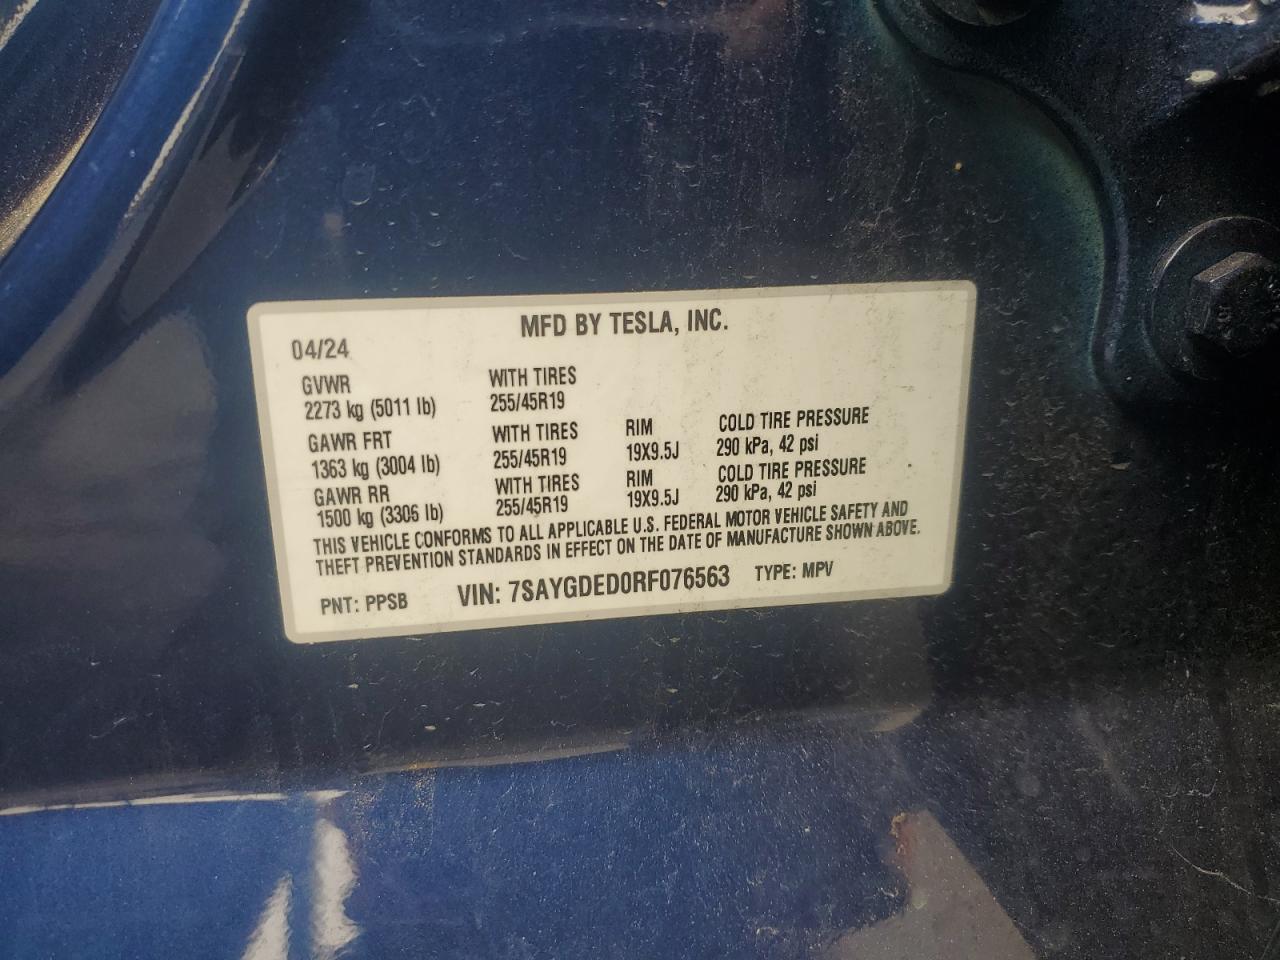 MFD BY TESLA, INC.
04/24
GVWR WITH TIRES
2273 kg (5011 lb) 255/45R19
GAWR FRT WITH TIRES RIM COLD TIRE PRESSURE
1363 kg (3004 lb) 255/45R19 19X9.5J 290 kPa, 42 psi
GAWR RR WITH TIRES RIM COLD TIRE PRESSURE
1500 kg (3306 lb) 255/45R19 19X9.5J 290 kPa, 42 psi
THIS VEHICLE CONFORMS TO ALL APPLICABLE U.S. FEDERAL MOTOR VEHICLE SAFETY AND
THEFT PREVENTION STANDARDS IN EFFECT ON THE DATE OF MANUFACTURE SHOWN ABOVE.
PNT: PPSB VIN: 7SAYGDED0RF076563 TYPE: MPV